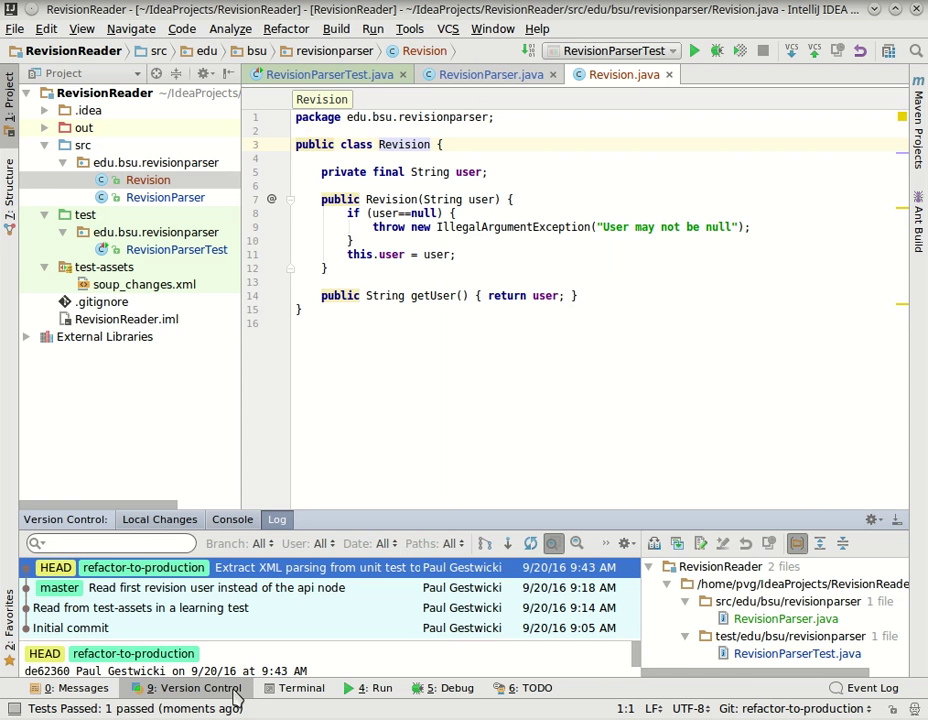 RevisionReader - [~/IdeaProjects/RevisionReader] - [RevisionReader] - ~/IdeaProjects/RevisionReader/src/edu/bsu/revisionparser/Revision.java - IntelliJ IDEA ...
File Edit View Navigate Code Analyze Refactor Build Run Tools VCS Window Help
RevisionReader src edu bsu revisionparser Revision RevisionParserTest VCS VCS
Project RevisionParserTest.java RevisionParser.java Revision.java
1: Project
7: Structure
2: Favorites
RevisionReader ~/IdeaProjects/
.idea
out
src
edu.bsu.revisionparser
Revision
RevisionParser
test
edu.bsu.revisionparser
RevisionParserTest
test-assets
soup_changes.xml
.gitignore
RevisionReader.iml
External Libraries
Revision
1 package edu.bsu.revisionparser;
2
3 public class Revision {
4
5 private final String user;
6
7 @ public Revision(String user) {
8 if (user==null) {
9 throw new IllegalArgumentException("User may not be null");
10 }
11 this.user = user;
12 }
13
14 public String getUser() { return user; }
15 }
16
Maven Projects
Ant Build
Version Control: Local Changes Console Log
Branch: All User: All Date: All Paths: All »
HEAD refactor-to-production Extract XML parsing from unit test to Paul Gestwicki 9/20/16 9:43 AM
master Read first revision user instead of the api node Paul Gestwicki 9/20/16 9:18 AM
Read from test-assets in a learning test Paul Gestwicki 9/20/16 9:14 AM
Initial commit Paul Gestwicki 9/20/16 9:05 AM
HEAD refactor-to-production
de62360 Paul Gestwicki on 9/20/16 at 9:43 AM
RevisionReader 2 files
/home/pvg/IdeaProjects/RevisionReade
src/edu/bsu/revisionparser 1 file
RevisionParser.java
test/edu/bsu/revisionparser 1 file
RevisionParserTest.java
0: Messages 9: Version Control Terminal 4: Run 5: Debug 6: TODO Event Log
Tests Passed: 1 passed (moments ago) 1:1 LF UTF-8 Git: refactor-to-production